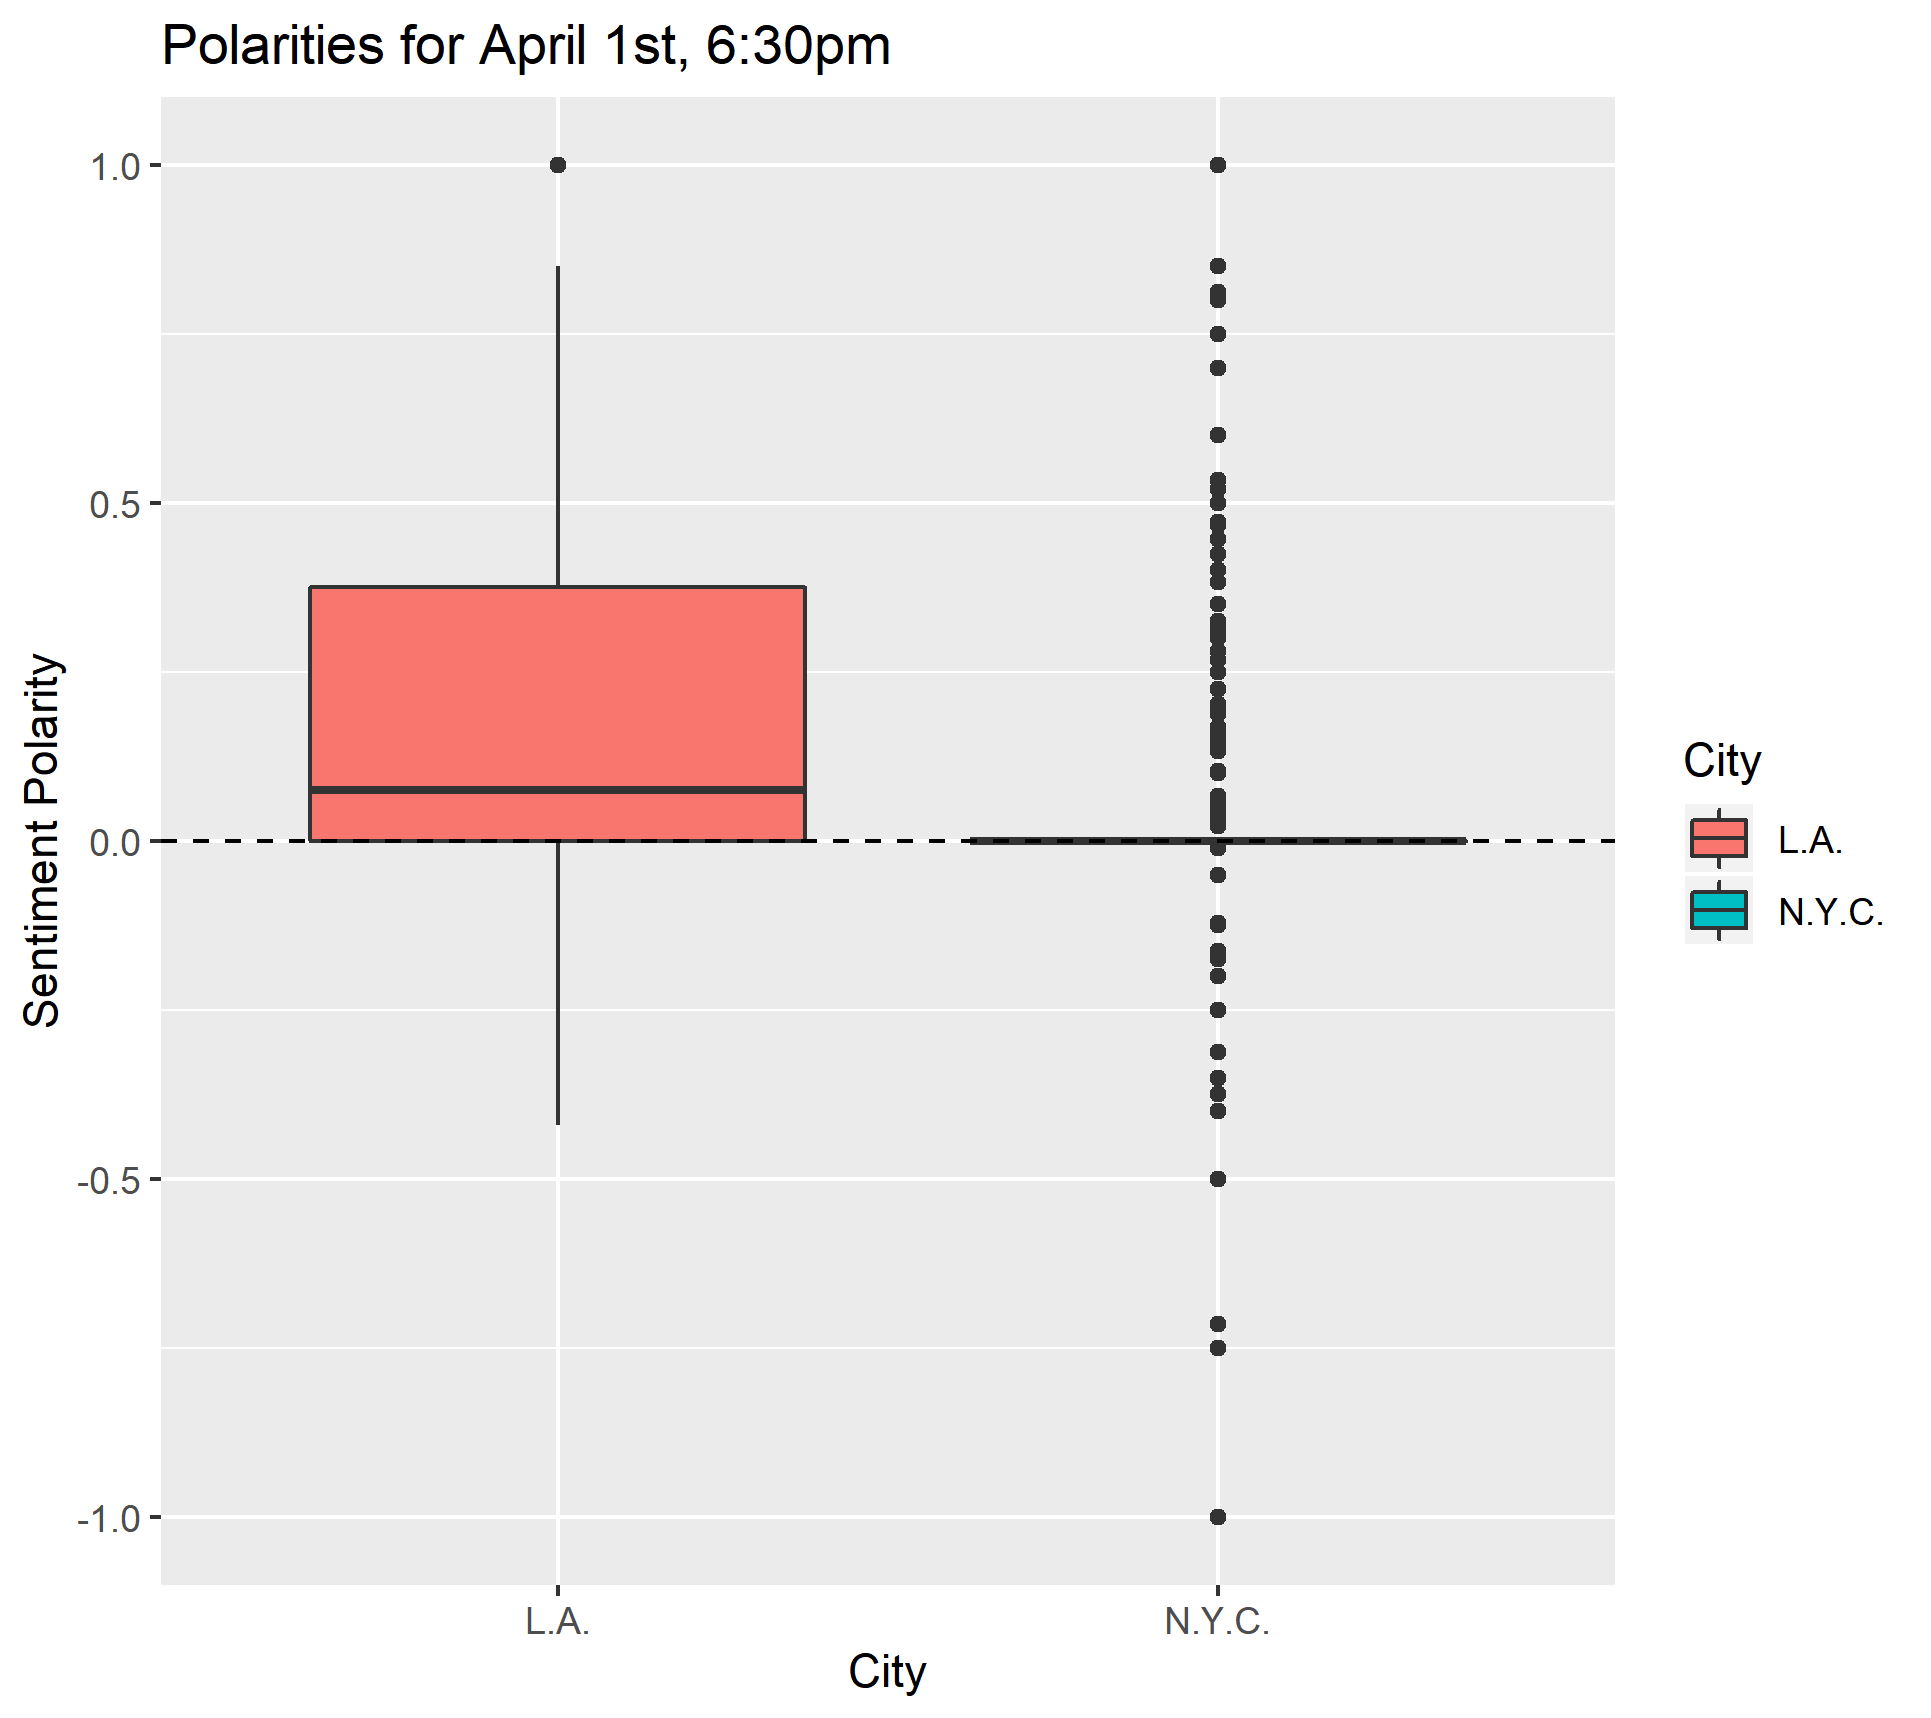 Polarities for April 1st, 6:30pm
1.0
0.5
0.0
-0.5
-1.0
Sentiment Polarity
L.A.
N.Y.C.
City
City
L.A.
N.Y.C.